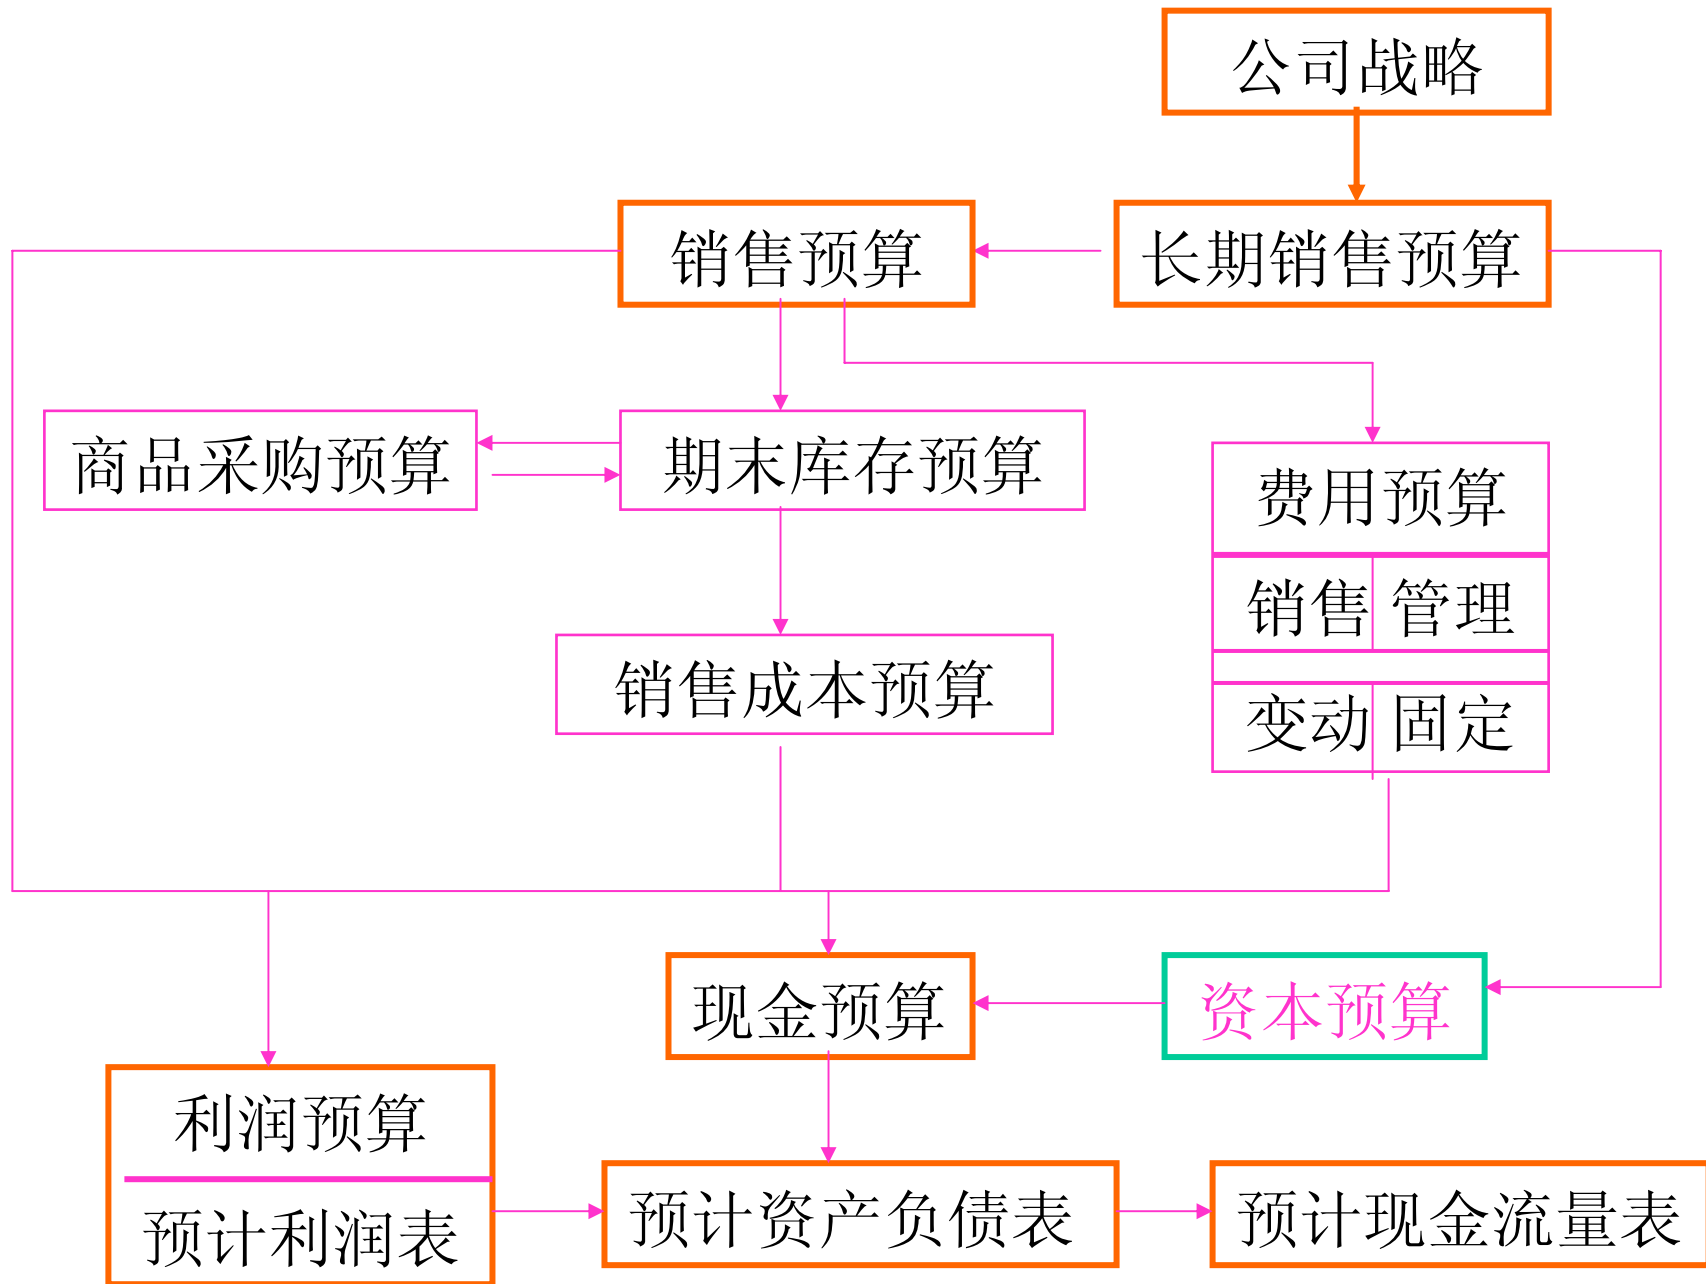 公司战略
销售预算
长期销售预算
商品采购预算
期末库存预算
费用预算
销售 管理
销售成本预算
变动 固定
现金预算
资本预算
利润预算
预计利润表
预计资产负债表
预计现金流量表